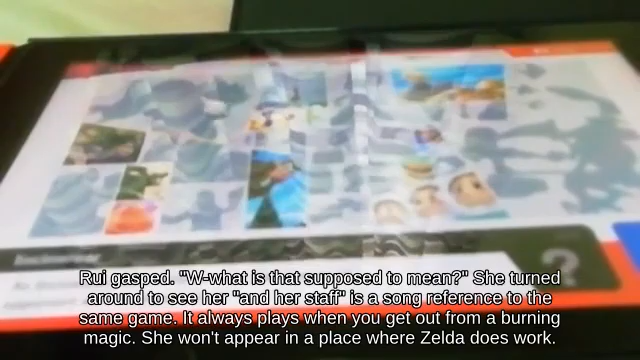 Rui gasped. "W-what is that supposed to mean?" She turned
around to see her "and her staff" is a song reference to the
same game. It always plays when you get out from a burning
magic. She won't appear in a place where Zelda does work.
?